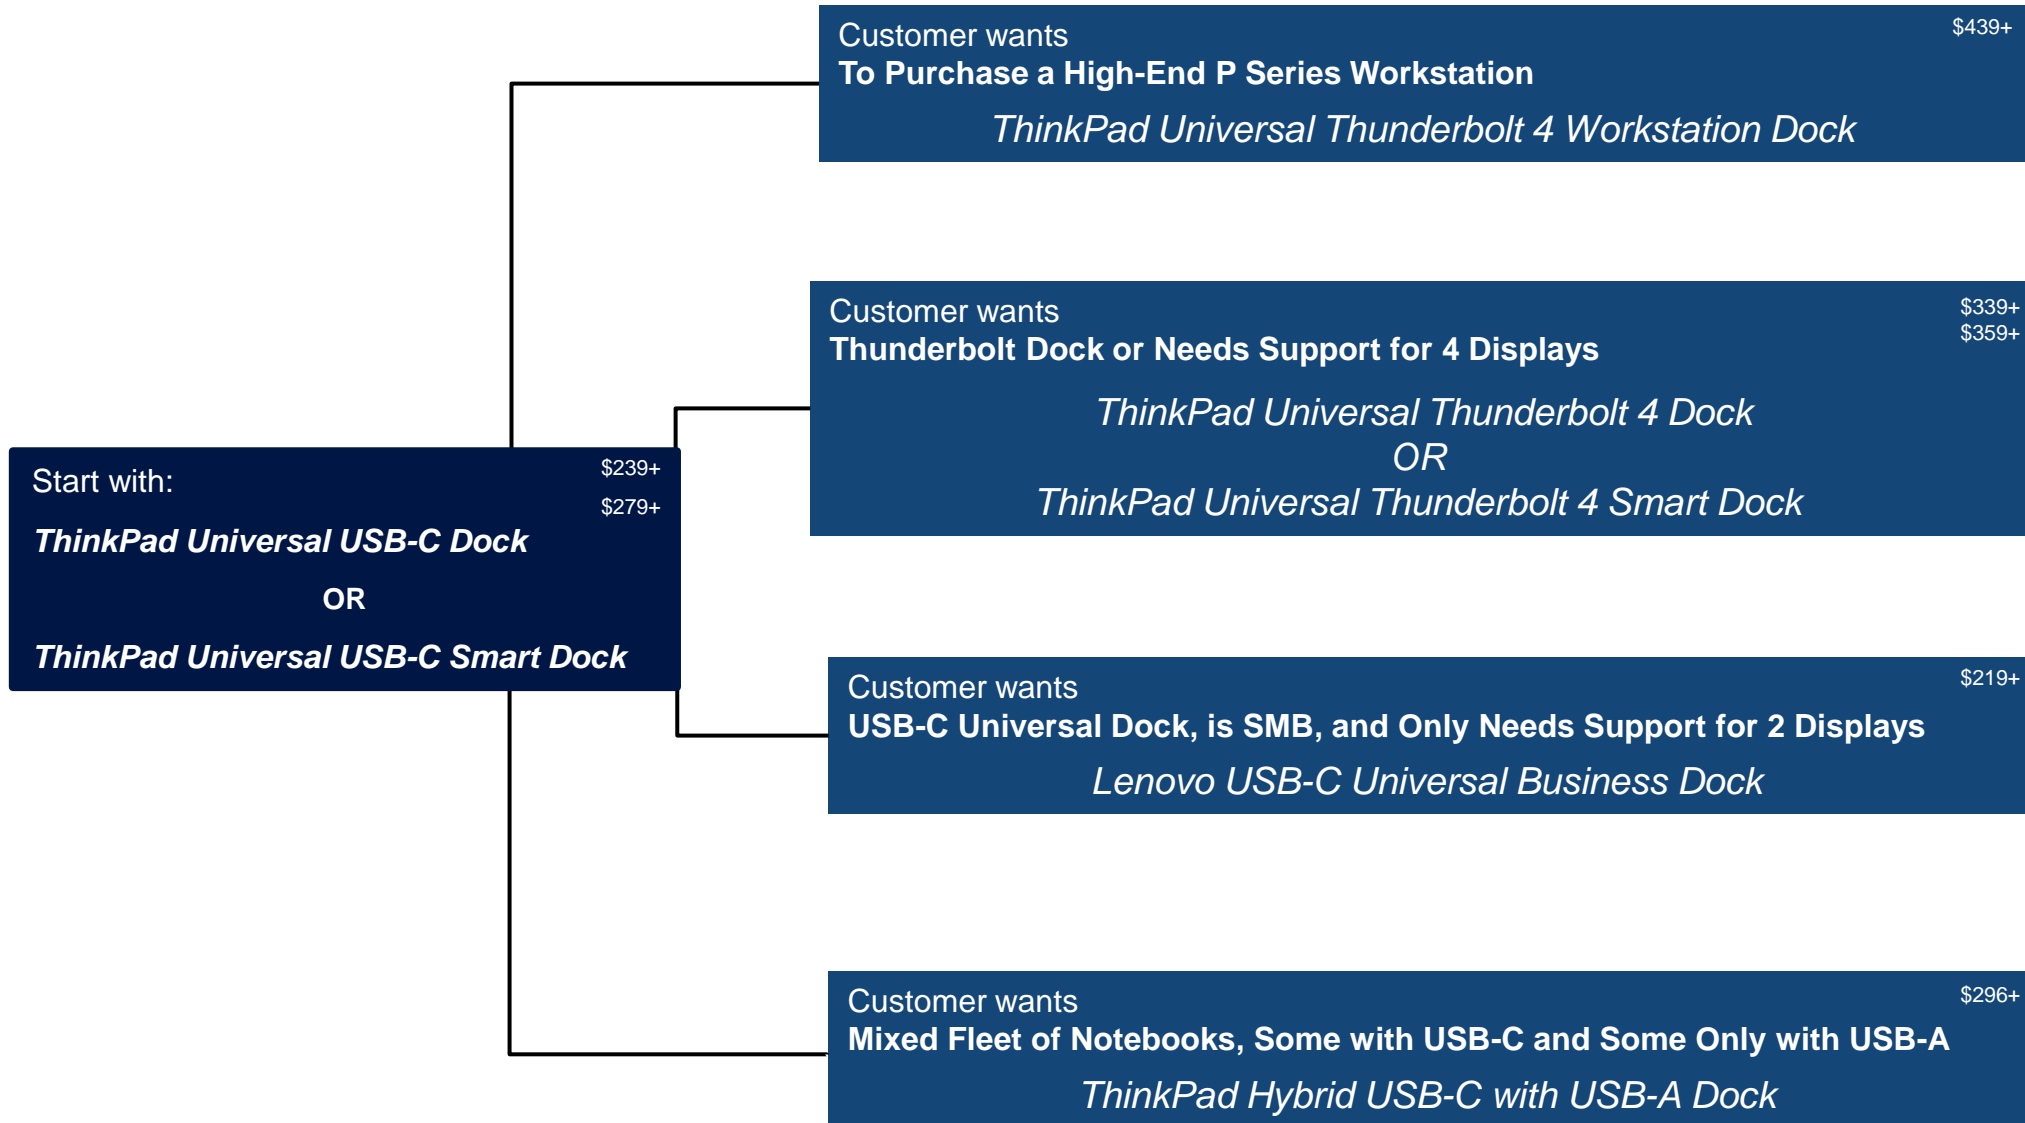 Customer wants
$439+
To Purchase a High-End P Series Workstation
ThinkPad Universal Thunderbolt 4 Workstation Dock
Customer wants
$339+
$359+
Thunderbolt Dock or Needs Support for 4 Displays
ThinkPad Universal Thunderbolt 4 Dock
OR
ThinkPad Universal Thunderbolt 4 Smart Dock
Start with:
$239+
$279+
ThinkPad Universal USB-C Dock
OR
ThinkPad Universal USB-C Smart Dock
Customer wants
$219+
USB-C Universal Dock, is SMB, and Only Needs Support for 2 Displays
Lenovo USB-C Universal Business Dock
Customer wants
$296+
Mixed Fleet of Notebooks, Some with USB-C and Some Only with USB-A
ThinkPad Hybrid USB-C with USB-A Dock